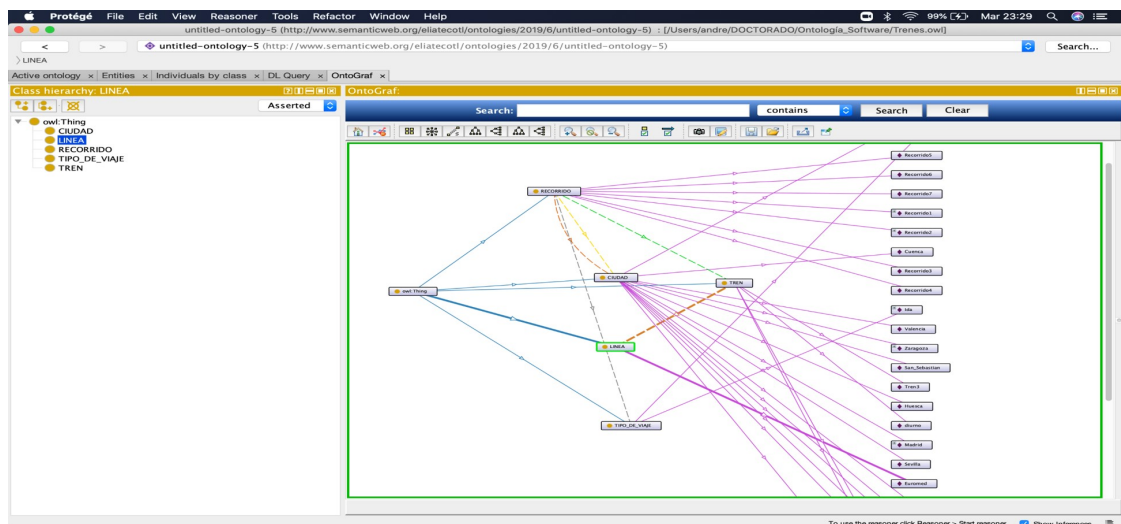 Protégé File Edit View Reasoner Tools Refactor Window Help 99% Mar 23:29
untitled-ontology-5 (http://www.semanticweb.org/eliatecotl/ontologies/2019/6/untitled-ontology-5) : [/Users/andre/DOCTORADO/Ontología_Software/Trenes.owl]
< > untitled-ontology-5 (http://www.semanticweb.org/eliatecotl/ontologies/2019/6/untitled-ontology-5) Search...
LINEA
Active ontology × Entities × Individuals by class × DL Query × OntoGraf ×
Class hierarchy: LINEA
Asserted
owl:Thing
CIUDAD
LINEA
RECORRIDO
TIPO_DE_VIAJE
TREN
OntoGraf:
Search: contains Search Clear
RECORRIDO
CIUDAD
TREN
owl:Thing
LINEA
TIPO_DE_VIAJE
Recorrido5
Recorrido6
Recorrido7
Recorrido1
Recorrido2
Cuenca
Recorrido3
Recorrido4
Ida
Valencia
Zaragoza
San_Sebastian
Tren3
Huesca
diurno
Madrid
Sevilla
Euromed
To use the reasoner click Reasoner > Start reasoner Show Inferences